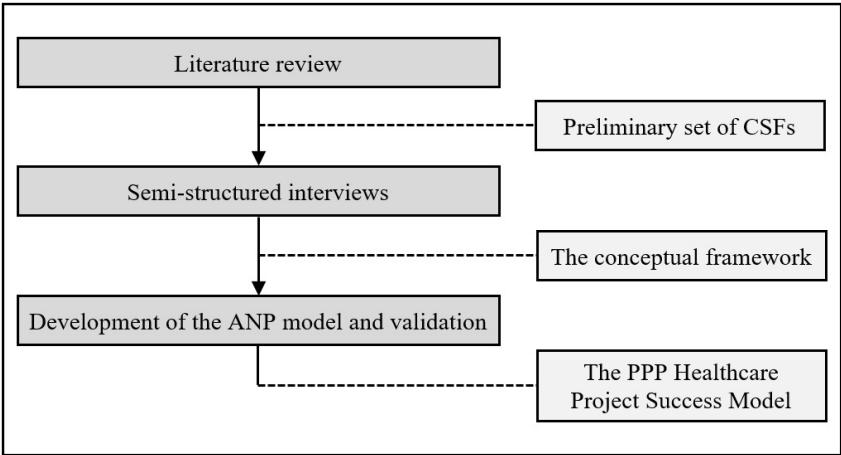 Literature review
Preliminary set of CSFs
Semi-structured interviews
The conceptual framework
Development of the ANP model and validation
The PPP Healthcare
Project Success Model